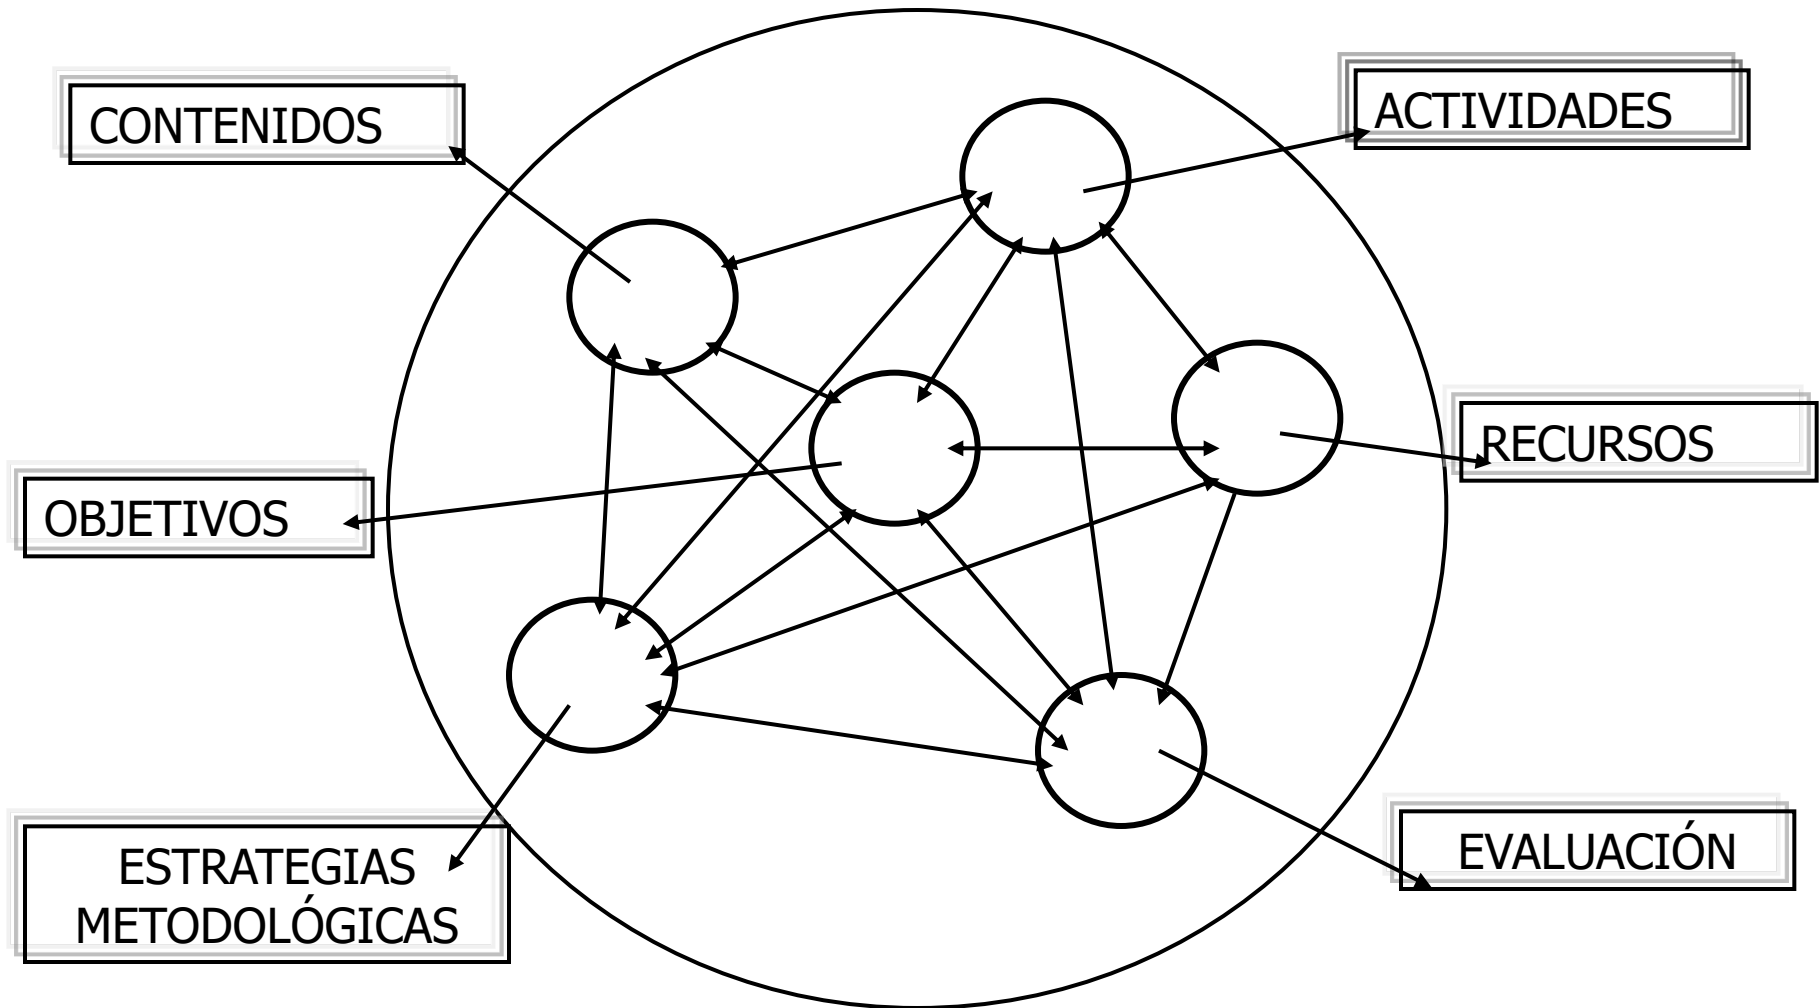 CONTENIDOS
ACTIVIDADES
RECURSOS
OBJETIVOS
ESTRATEGIAS
METODOLÓGICAS
EVALUACIÓN